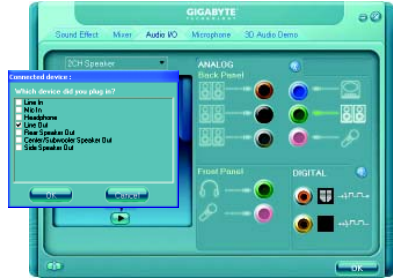 GIGABYTE
TECHNOLOGY
Sound Effect Mixer Audio I/O Microphone 3D Audio Demo
2CH Speaker
ANALOG
Back Panel
Connected device :
Which device did you plug in?
Line In
Mic In
Headphone
Line Out
Rear Speaker Out
Center/Subwoofer Speaker Out
Side Speaker Out
OK Cancel
Front Panel
DIGITAL
OK